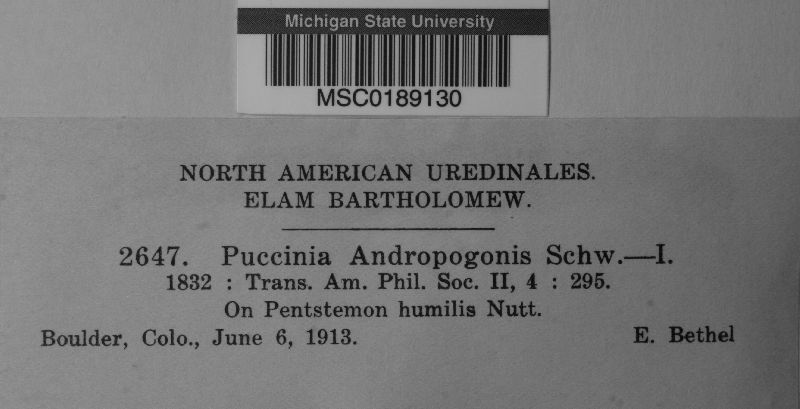 Michigan State University
MSC0189130
NORTH AMERICAN UREDINALES.
ELAM BARTHOLOMEW.
2647. Puccinia Andropogonis Schw.—I.
1832 : Trans. Am. Phil. Soc. II, 4 : 295.
On Pentstemon humilis Nutt.
Boulder, Colo., June 6, 1913. E. Bethel